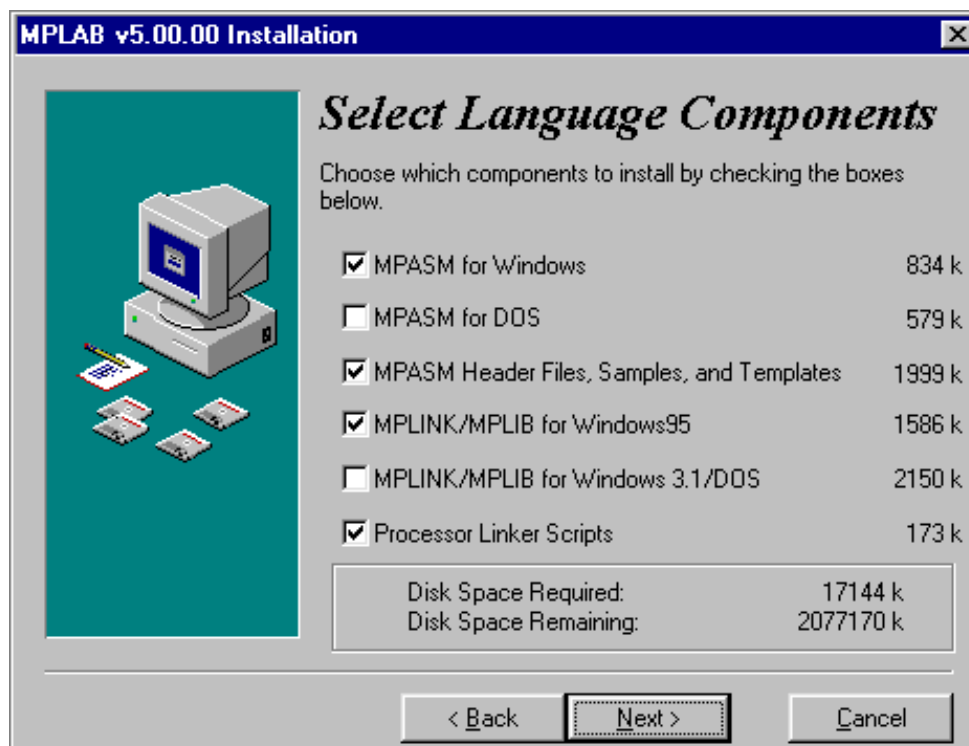 MPLAB v5.00.00 Installation
Select Language Components
Choose which components to install by checking the boxes
below.
MPASM for Windows 834 k
MPASM for DOS 579 k
MPASM Header Files, Samples, and Templates 1999 k
MPLINK/MPLIB for Windows95 1586 k
MPLINK/MPLIB for Windows 3.1/DOS 2150 k
Processor Linker Scripts 173 k
Disk Space Required: 17144 k
Disk Space Remaining: 2077170 k
< Back Next > Cancel